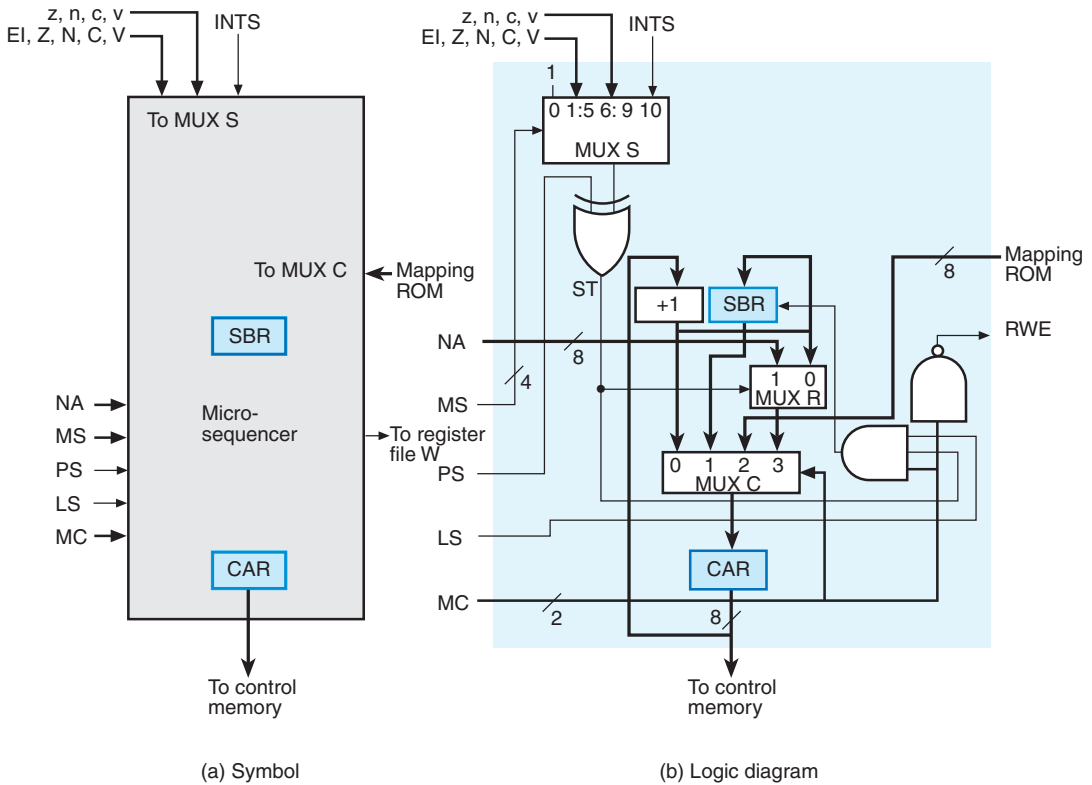 z, n, c, v
EI, Z, N, C, V
INTS
To MUX S
To MUX C
Mapping
ROM
SBR
NA
MS
PS
LS
MC
Micro-
sequencer
To register
file W
CAR
To control
memory
(a) Symbol
z, n, c, v
EI, Z, N, C, V
INTS
1
0 1:5 6: 9 10
MUX S
ST
+1
SBR
8
Mapping
ROM
RWE
NA
8
4
1 0
MUX R
MS
PS
0 1 2 3
MUX C
LS
CAR
MC
2
8
To control
memory
(b) Logic diagram